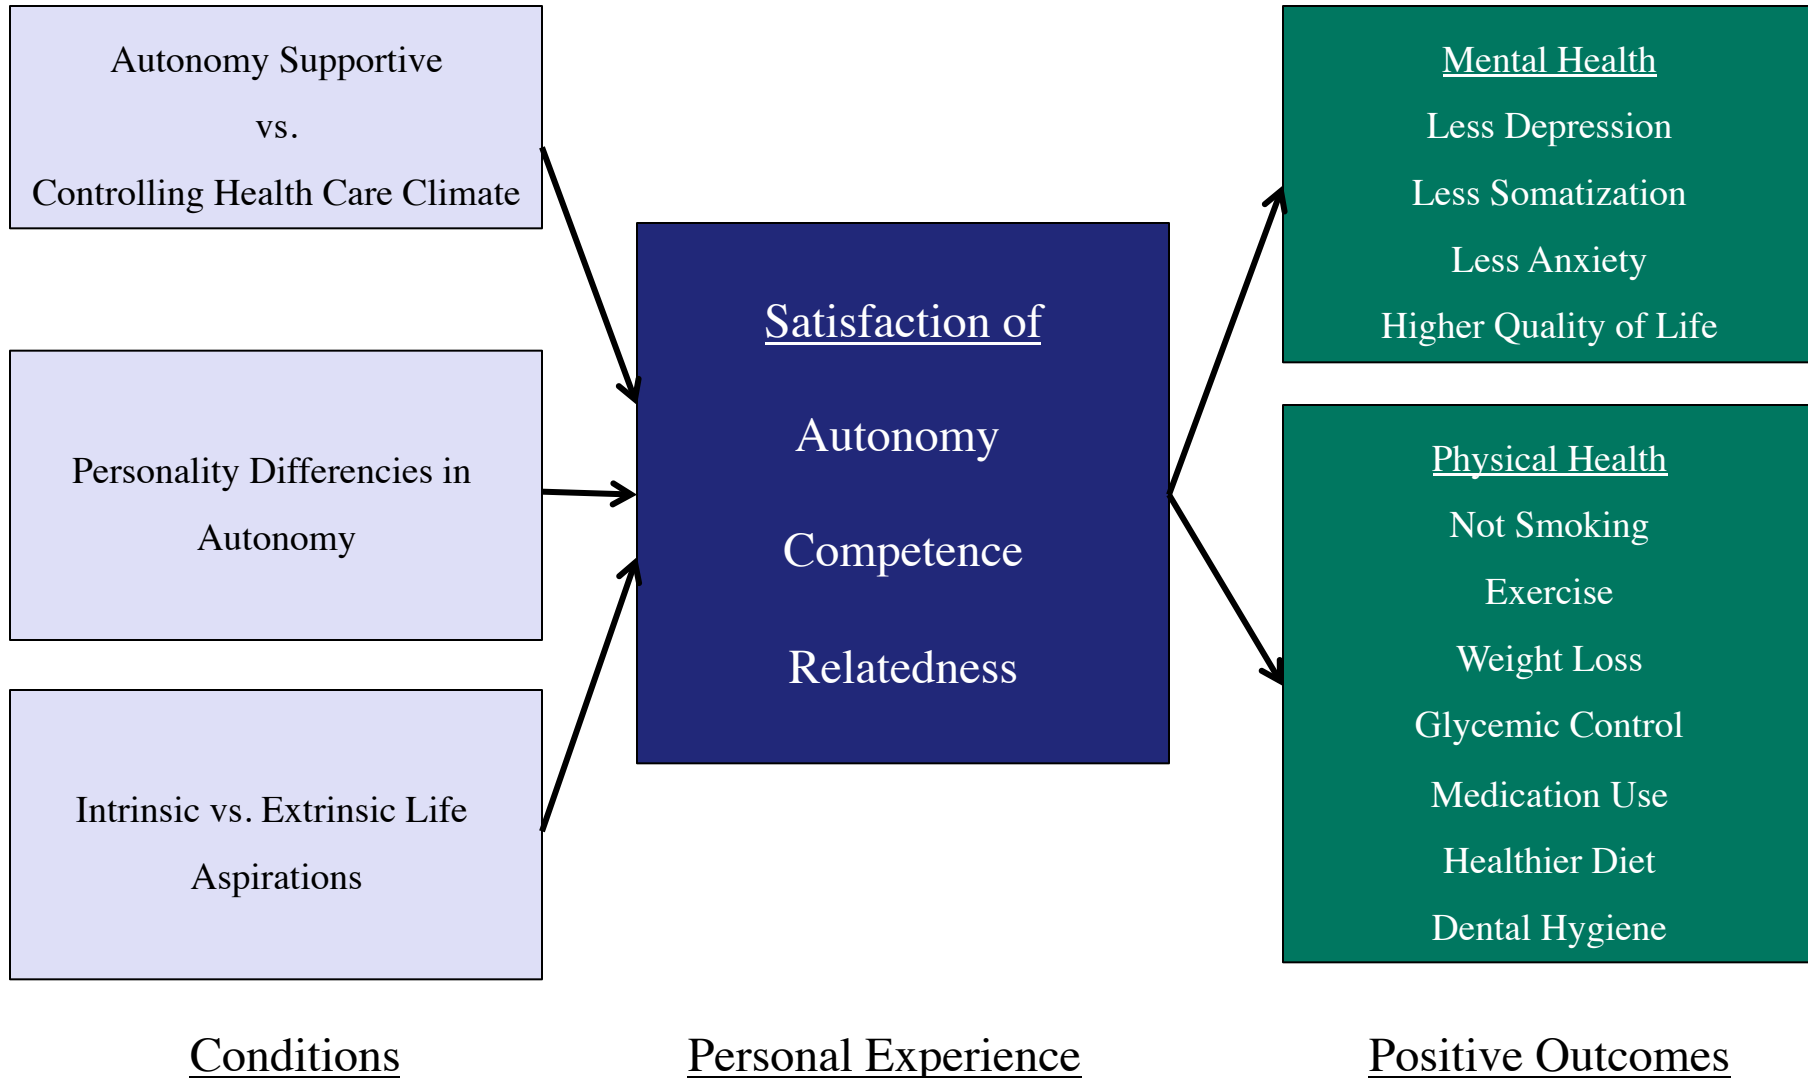 Autonomy Supportive
vs.
Controlling Health Care Climate
Personality Differencies in
Autonomy
Intrinsic vs. Extrinsic Life
Aspirations
Conditions
Satisfaction of
Autonomy
Competence
Relatedness
Personal Experience
Mental Health
Less Depression
Less Somatization
Less Anxiety
Higher Quality of Life
Physical Health
Not Smoking
Exercise
Weight Loss
Glycemic Control
Medication Use
Healthier Diet
Dental Hygiene
Positive Outcomes